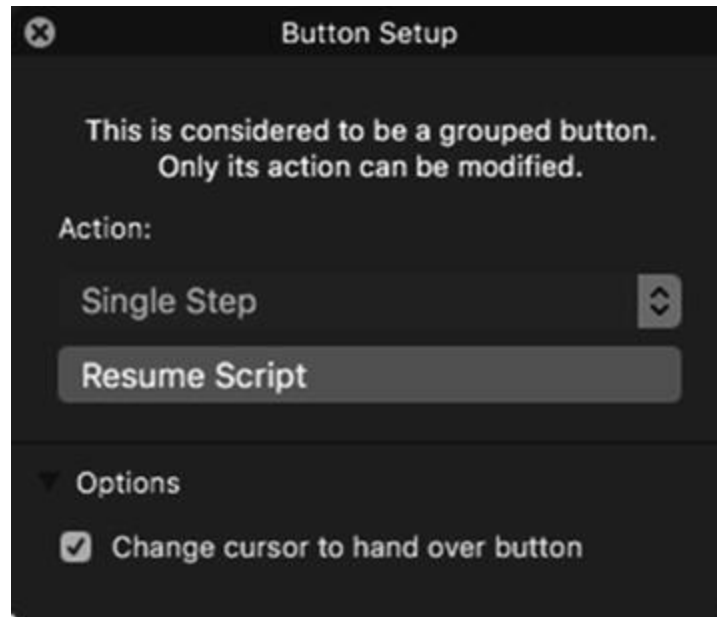 Button Setup
This is considered to be a grouped button.
Only its action can be modified.
Action:
Single Step
Resume Script
Options
Change cursor to hand over button